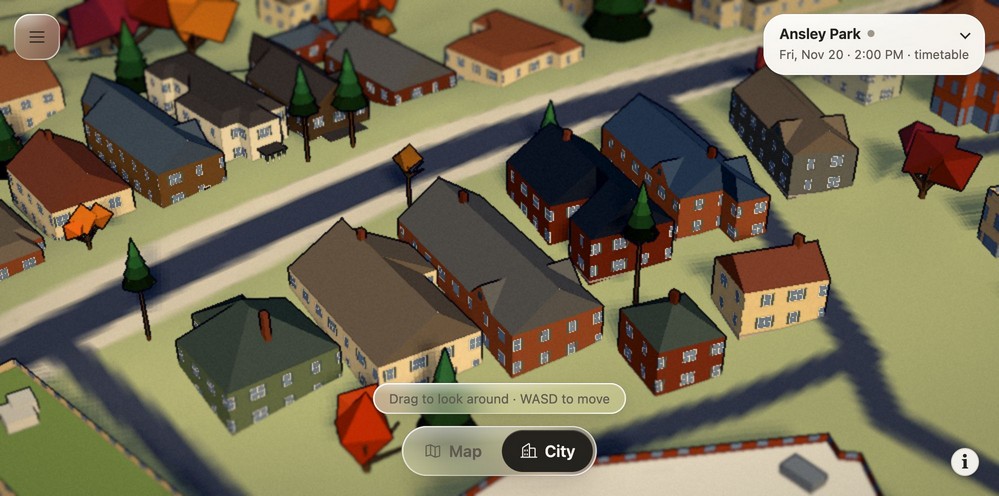 Ansley Park
Fri, Nov 20 · 2:00 PM · timetable
Drag to look around · WASD to move
Map
City
i